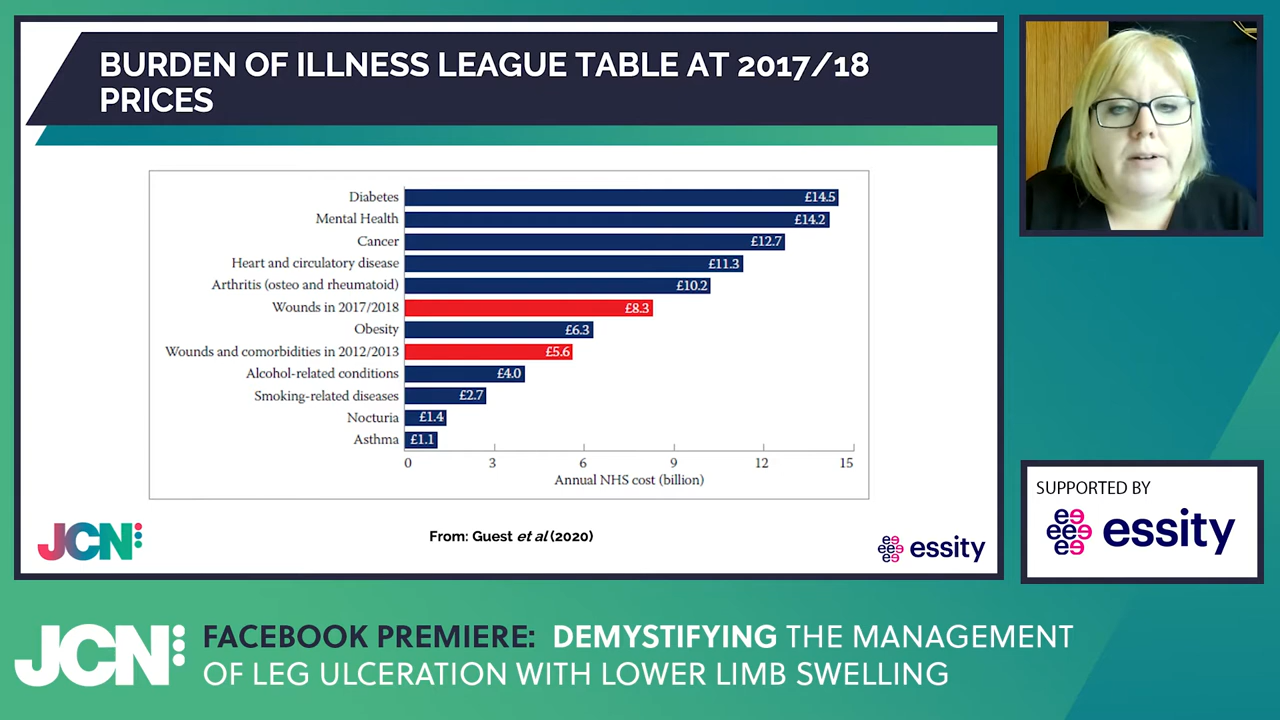 BURDEN OF ILLNESS LEAGUE TABLE AT 2017/18
PRICES
Diabetes £14.5
Mental Health £14.2
Cancer £12.7
Heart and circulatory disease £11.3
Arthritis (osteo and rheumatoid) £10.2
Wounds in 2017/2018 £8.3
Obesity £6.3
Wounds and comorbidities in 2012/2013 £5.6
Alcohol-related conditions £4.0
Smoking-related diseases £2.7
Nocturia £1.4
Asthma £1.1
0 3 6 9 12 15
Annual NHS cost (billion)
JCN
From: Guest et al (2020)
essity
SUPPORTED BY
essity
JCN
FACEBOOK PREMIERE: DEMYSTIFYING THE MANAGEMENT
OF LEG ULCERATION WITH LOWER LIMB SWELLING